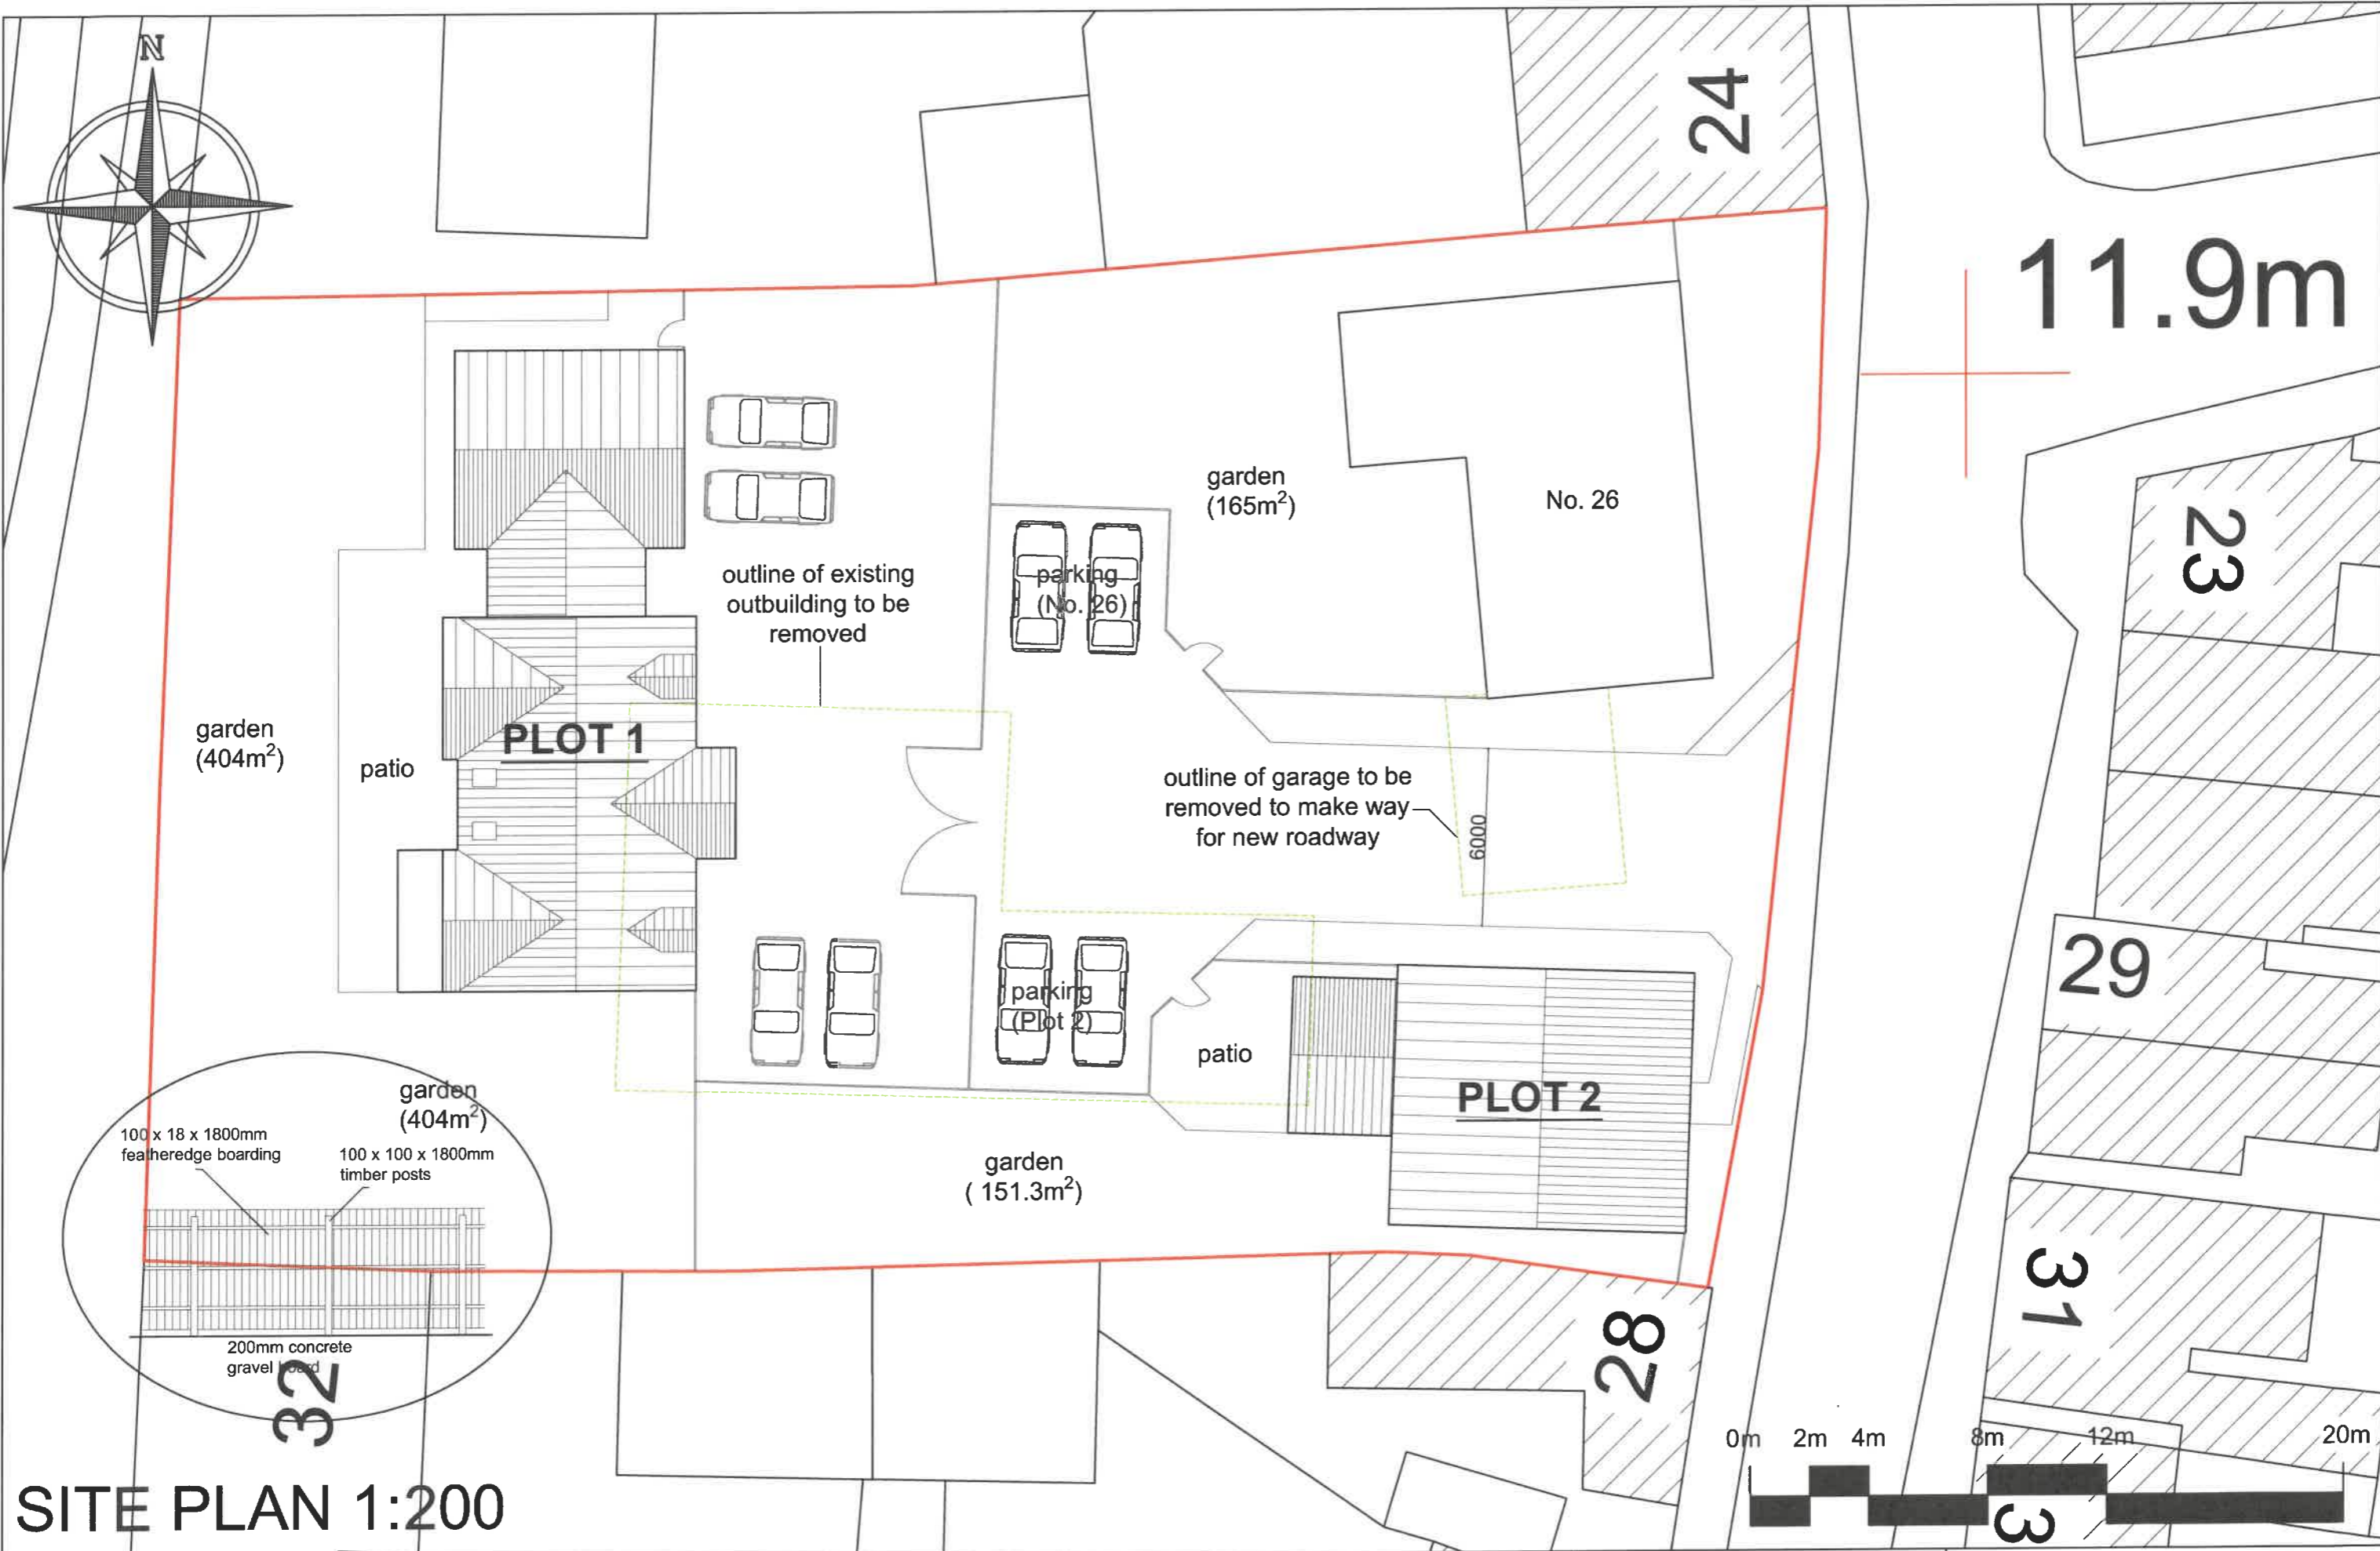 N
24
11.9m
garden
(165m²)
No. 26
23
outline of existing
outbuilding to be
removed
parking
(No. 26)
garden
(404m²)
patio
PLOT 1
outline of garage to be
removed to make way
for new roadway
6000
29
parking
(Plot 2)
patio
PLOT 2
garden
(404m²)
100 x 18 x 1800mm
featheredge boarding
100 x 100 x 1800mm
timber posts
garden
( 151.3m²)
200mm concrete
gravel board
32
28
31
0m 2m 4m 8m 12m 20m
3
SITE PLAN 1:200